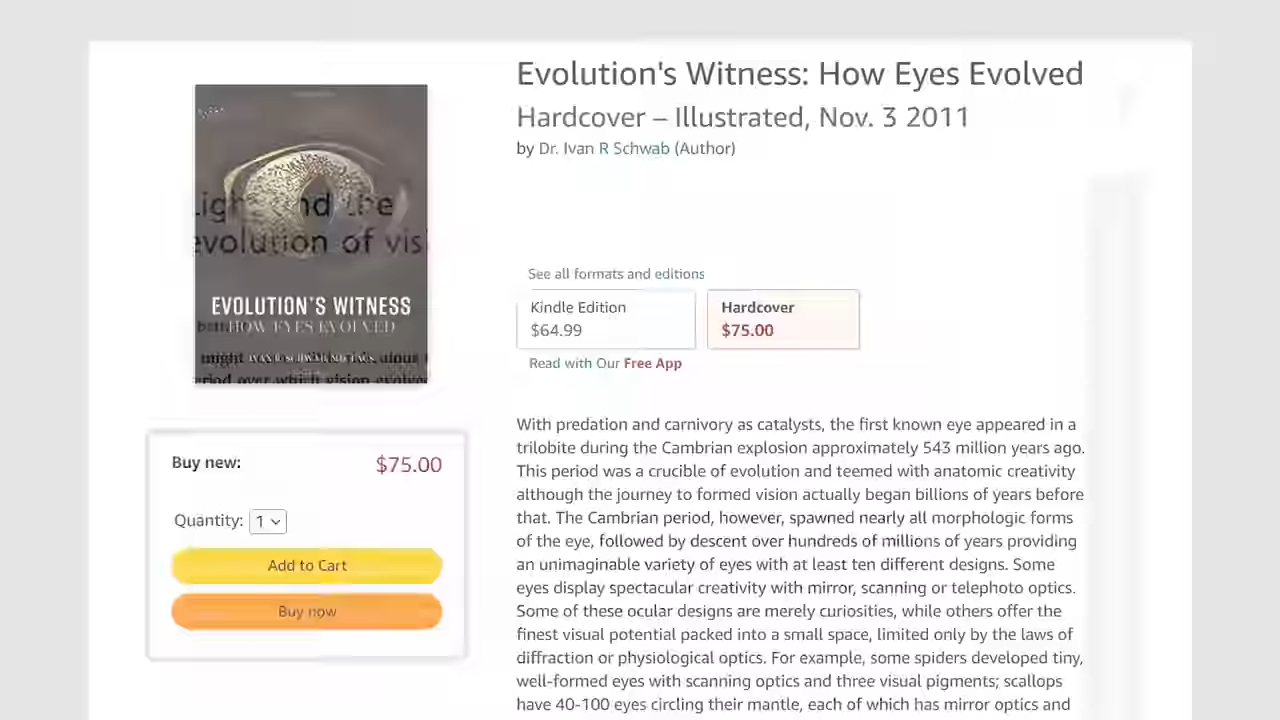 Evolution's Witness: How Eyes Evolved
Hardcover – Illustrated, Nov. 3 2011
by Dr. Ivan R Schwab (Author)
evolution of vis
EVOLUTION'S WITNESS
HOW EYES EVOLVED
might
period over which vision evolved
See all formats and editions
Kindle Edition
$64.99
Hardcover
$75.00
Read with Our Free App
Buy new:
$75.00
Quantity: 1
Add to Cart
Buy now
With predation and carnivory as catalysts, the first known eye appeared in a
trilobite during the Cambrian explosion approximately 543 million years ago.
This period was a crucible of evolution and teemed with anatomic creativity
although the journey to formed vision actually began billions of years before
that. The Cambrian period, however, spawned nearly all morphologic forms
of the eye, followed by descent over hundreds of millions of years providing
an unimaginable variety of eyes with at least ten different designs. Some
eyes display spectacular creativity with mirror, scanning or telephoto optics.
Some of these ocular designs are merely curiosities, while others offer the
finest visual potential packed into a small space, limited only by the laws of
diffraction or physiological optics. For example, some spiders developed tiny,
well-formed eyes with scanning optics and three visual pigments; scallops
have 40-100 eyes circling their mantle, each of which has mirror optics and